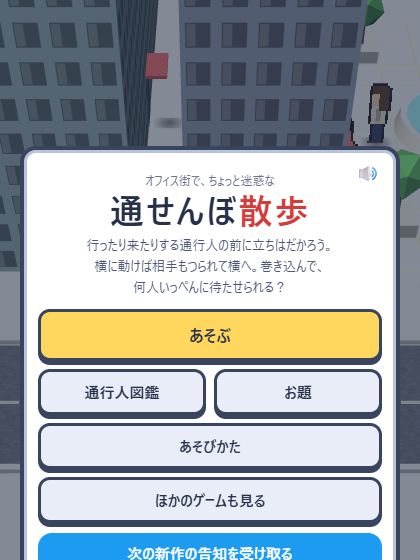 オフィス街で、ちょっと迷惑な
通せんぼ散歩
行ったり来たりする通行人の前に立ちはだかろう。
横に動けば相手もつられて横へ。巻き込んで、
何人いっぺんに待たせられる？
あそぶ
通行人図鑑
お題
あそびかた
ほかのゲームも見る
次の新作の告知を受け取る